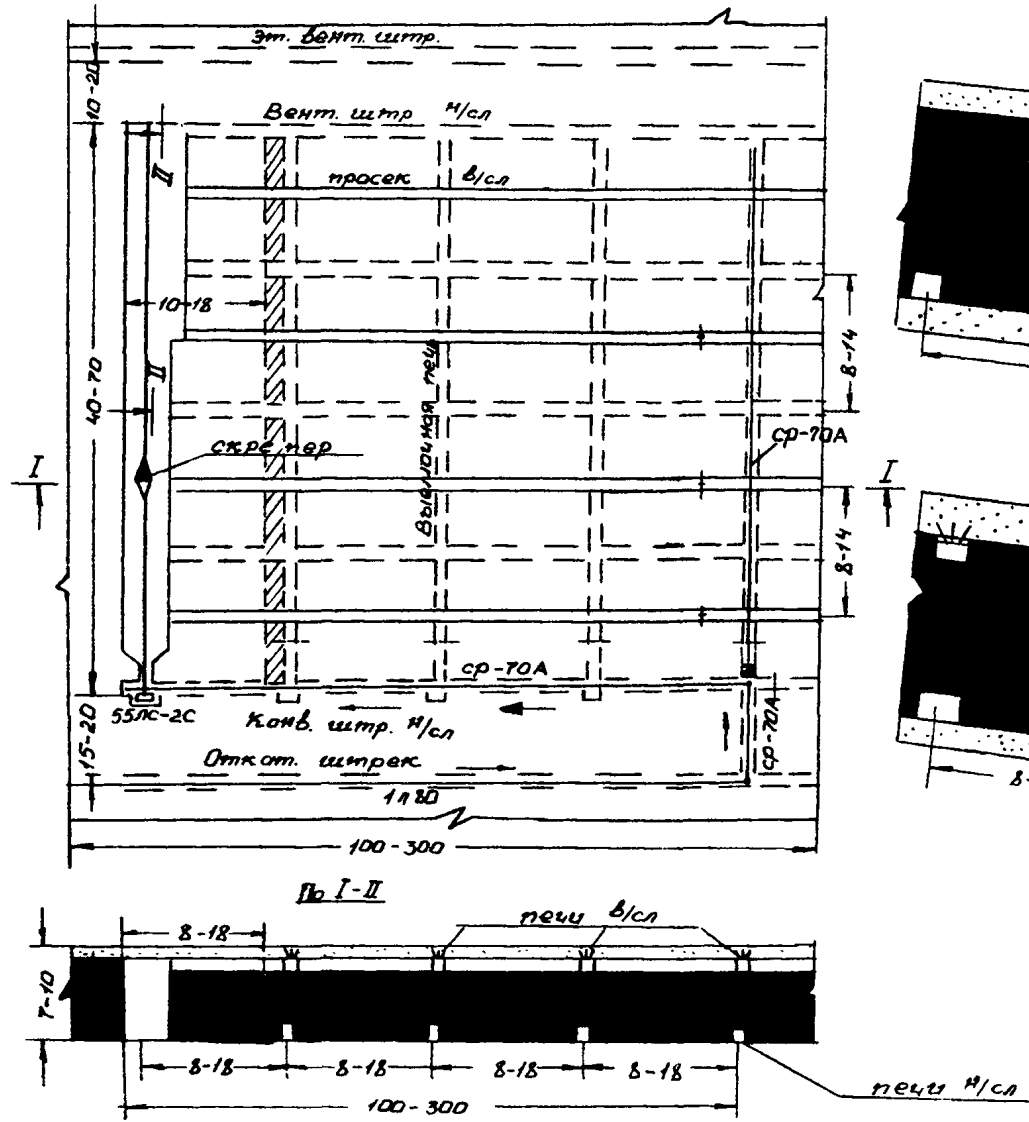 эт. вент. штр.
10-20
Вент. штр н/сл
II
просек в/сл
10-18
8-14
40-70
II
Выемочная печь
ср-70А
скрепер
I
I
8-14
ср-70А
55ЛС-2С
Конв. штр. н/сл
ср-70А
15-20
Откат. штрек
1л80
8-
100-300
По I-II
печи в/сл
8-18
7-10
8-18
8-18
8-18
8-18
печи н/сл
100-300